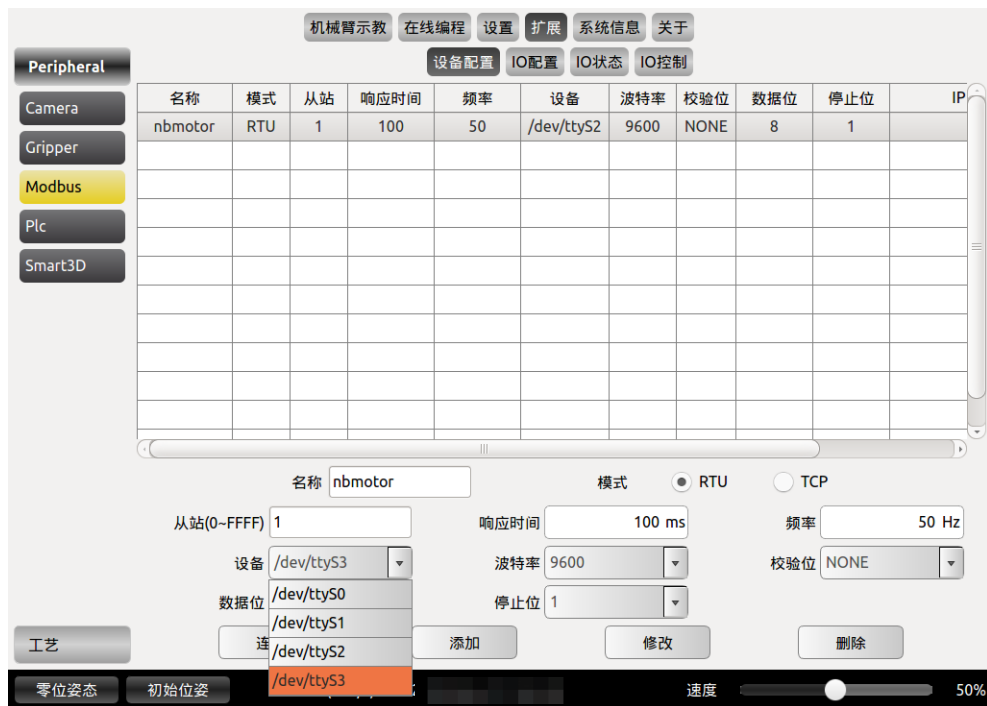 机械臂示教 在线编程 设置 扩展 系统信息 关于
Peripheral 设备配置 IO配置 IO状态 IO控制
Camera
Gripper
Modbus
Plc
Smart3D
名称 模式 从站 响应时间 频率 设备 波特率 校验位 数据位 停止位 IP
nbmotor RTU 1 100 50 /dev/ttyS2 9600 NONE 8 1
名称 nbmotor 模式 RTU TCP
从站(0~FFFF) 1 响应时间 100 ms 频率 50 Hz
设备 /dev/ttyS3 波特率 9600 校验位 NONE
数据位 停止位 1
/dev/ttyS0
/dev/ttyS1
/dev/ttyS2
/dev/ttyS3
工艺 连 添加 修改 删除
零位姿态 初始位姿 速度 50%